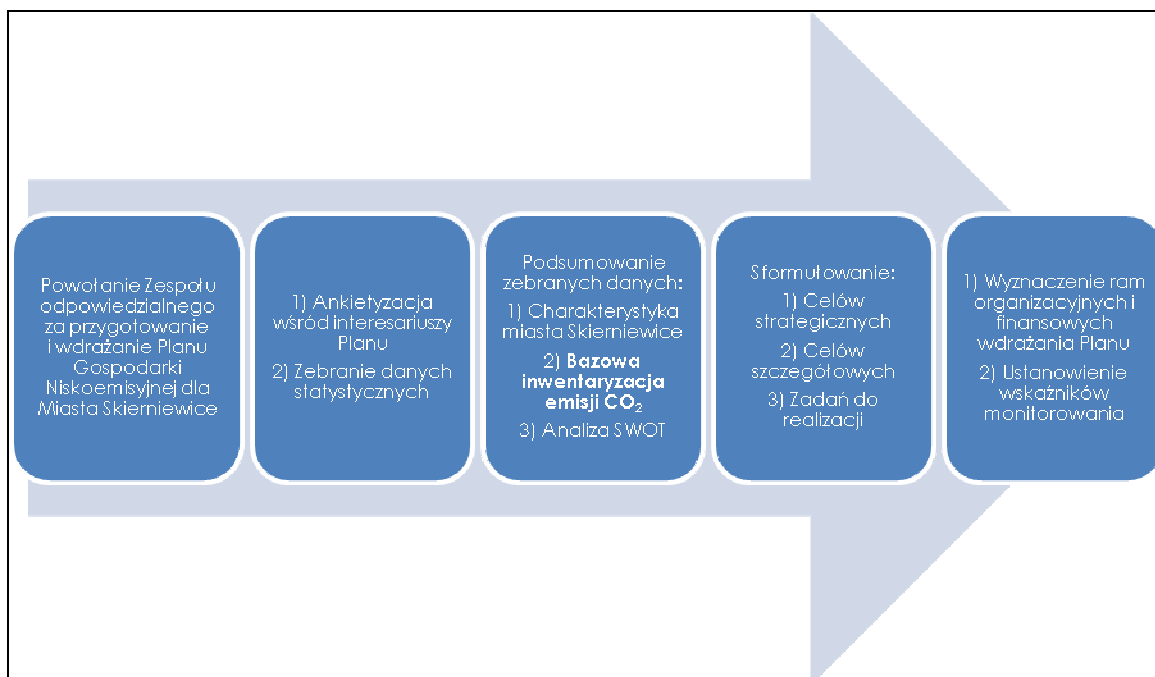 Powołanie Zespołu
odpowiedzialnego
za przygotowanie
i wdrażanie Planu
Gospodarki
Niskoemisyjnej dla
Miasta Skierniewice
1) Ankietyzacja
wśród interesariuszy
Planu
2) Zebranie danych
statystycznych
Podsumowanie
zebranych danych:
1) Charakterystyka
miasta Skierniewice
2) Bazowa
inwentaryzacja
emisji CO₂
3) Analiza SWOT
Sformułowanie:
1) Celów
strategicznych
2) Celów
szczegółowych
3) Zadań do
realizacji
1) Wyznaczenie ram
organizacyjnych i
finansowych
wdrażania Planu
2) Ustanowienie
wskaźników
monitorowania